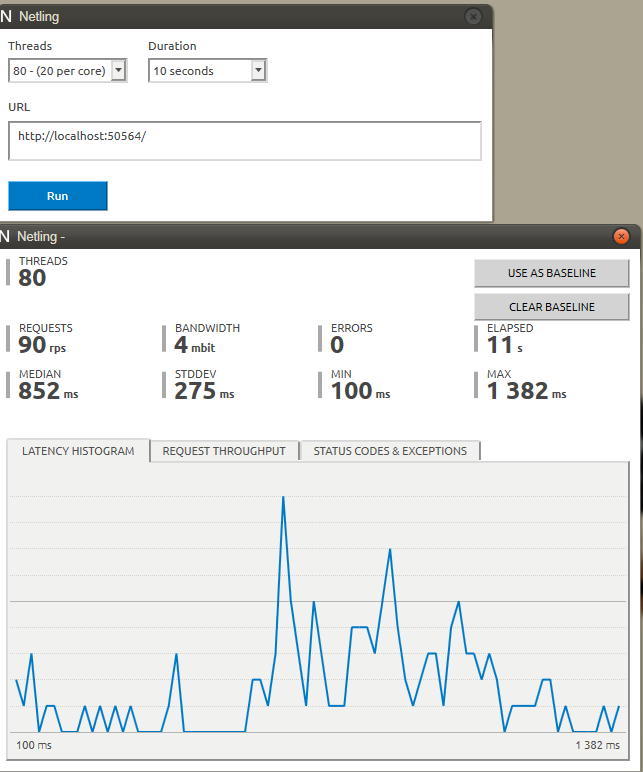 N Netling
Threads Duration
80 - (20 per core) 10 seconds
URL
http://localhost:50564/
Run
N Netling -
THREADS
80
USE AS BASELINE
CLEAR BASELINE
REQUESTS BANDWIDTH ERRORS ELAPSED
90 rps 4 mbit 0 11 s
MEDIAN STDDEV MIN MAX
852 ms 275 ms 100 ms 1 382 ms
LATENCY HISTOGRAM REQUEST THROUGHPUT STATUS CODES & EXCEPTIONS
100 ms 1 382 ms